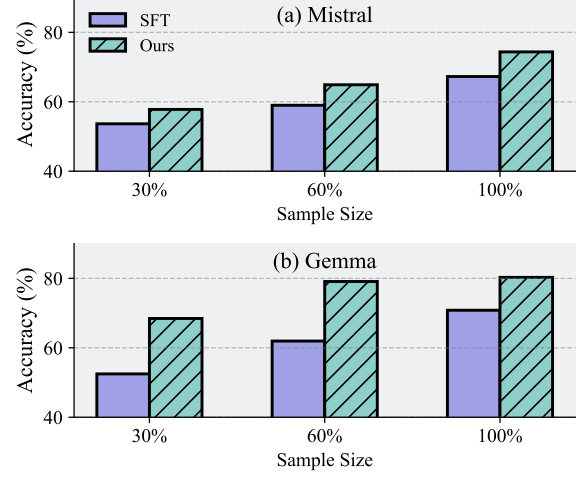 (a) Mistral
SFT
Ours
Accuracy (%)
80
60
40
30%
60%
100%
Sample Size
(b) Gemma
Accuracy (%)
80
60
40
30%
60%
100%
Sample Size